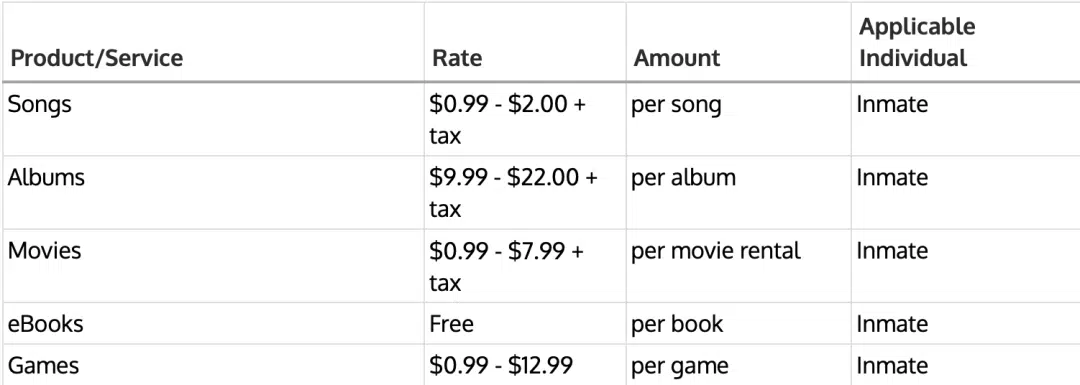 Product/Service Rate Amount Applicable Individual
Songs $0.99 - $2.00 + tax per song Inmate
Albums $9.99 - $22.00 + tax per album Inmate
Movies $0.99 - $7.99 + tax per movie rental Inmate
eBooks Free per book Inmate
Games $0.99 - $12.99 per game Inmate